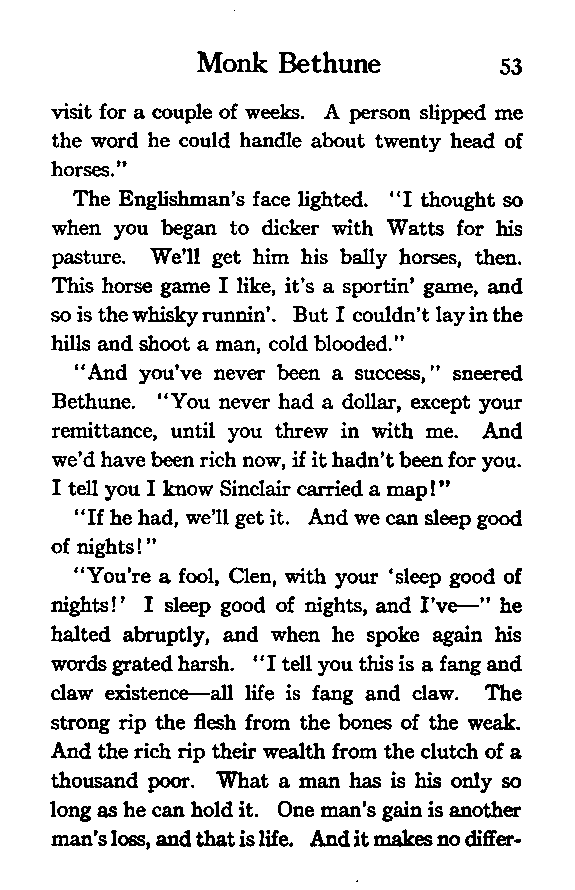 Monk Bethune 53
visit for a couple of weeks. A person slipped me
the word he could handle about twenty head of
horses."
The Englishman's face lighted. "I thought so
when you began to dicker with Watts for his
pasture. We'll get him his bally horses, then.
This horse game I like, it's a sportin' game, and
so is the whisky runnin'. But I couldn't lay in the
hills and shoot a man, cold blooded."
"And you've never been a success," sneered
Bethune. "You never had a dollar, except your
remittance, until you threw in with me. And
we'd have been rich now, if it hadn't been for you.
I tell you I know Sinclair carried a map!"
"If he had, we'll get it. And we can sleep good
of nights!"
"You're a fool, Clen, with your 'sleep good of
nights!' I sleep good of nights, and I've—" he
halted abruptly, and when he spoke again his
words grated harsh. "I tell you this is a fang and
claw existence—all life is fang and claw. The
strong rip the flesh from the bones of the weak.
And the rich rip their wealth from the clutch of a
thousand poor. What a man has is his only so
long as he can hold it. One man's gain is another
man's loss, and that is life. And it makes no differ-